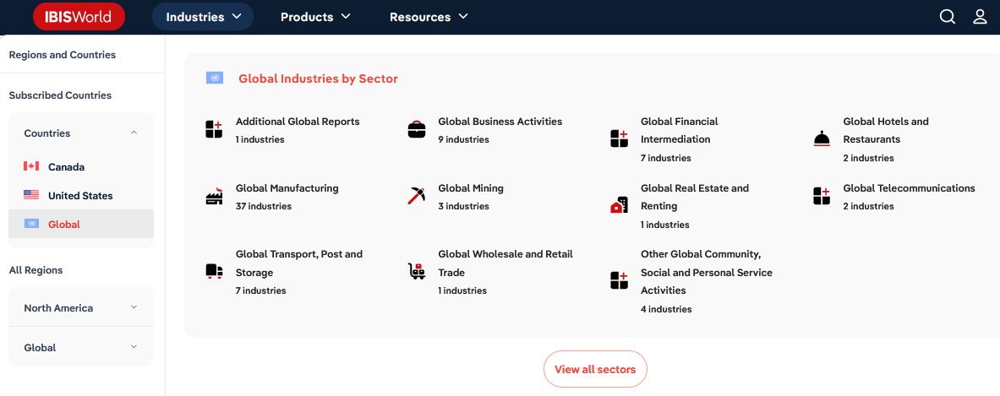 IBISWorld
Industries
Products
Resources
Regions and Countries
Subscribed Countries
Countries
Canada
United States
Global
All Regions
North America
Global
Global Industries by Sector
Additional Global Reports
1 industries
Global Business Activities
9 industries
Global Financial
Intermediation
7 industries
Global Hotels and
Restaurants
2 industries
Global Manufacturing
37 industries
Global Mining
3 industries
Global Real Estate and
Renting
1 industries
Global Telecommunications
2 industries
Global Transport, Post and
Storage
7 industries
Global Wholesale and Retail
Trade
1 industries
Other Global Community,
Social and Personal Service
Activities
4 industries
View all sectors